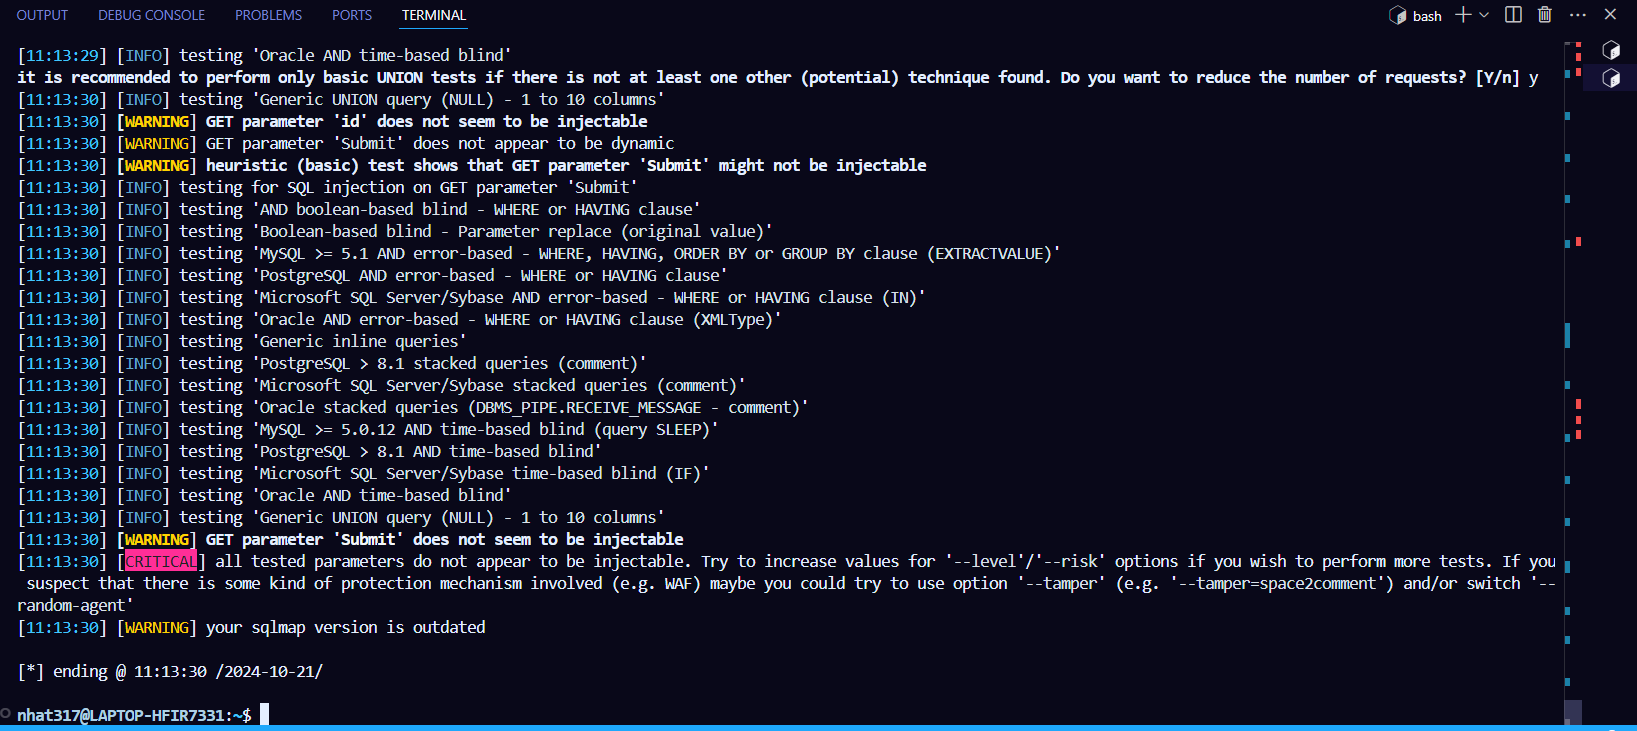 OUTPUT DEBUG CONSOLE PROBLEMS PORTS TERMINAL bash
[11:13:29] [INFO] testing 'Oracle AND time-based blind'
it is recommended to perform only basic UNION tests if there is not at least one other (potential) technique found. Do you want to reduce the number of requests? [Y/n] y
[11:13:30] [INFO] testing 'Generic UNION query (NULL) - 1 to 10 columns'
[11:13:30] [WARNING] GET parameter 'id' does not seem to be injectable
[11:13:30] [WARNING] GET parameter 'Submit' does not appear to be dynamic
[11:13:30] [WARNING] heuristic (basic) test shows that GET parameter 'Submit' might not be injectable
[11:13:30] [INFO] testing for SQL injection on GET parameter 'Submit'
[11:13:30] [INFO] testing 'AND boolean-based blind - WHERE or HAVING clause'
[11:13:30] [INFO] testing 'Boolean-based blind - Parameter replace (original value)'
[11:13:30] [INFO] testing 'MySQL >= 5.1 AND error-based - WHERE, HAVING, ORDER BY or GROUP BY clause (EXTRACTVALUE)'
[11:13:30] [INFO] testing 'PostgreSQL AND error-based - WHERE or HAVING clause'
[11:13:30] [INFO] testing 'Microsoft SQL Server/Sybase AND error-based - WHERE or HAVING clause (IN)'
[11:13:30] [INFO] testing 'Oracle AND error-based - WHERE or HAVING clause (XMLType)'
[11:13:30] [INFO] testing 'Generic inline queries'
[11:13:30] [INFO] testing 'PostgreSQL > 8.1 stacked queries (comment)'
[11:13:30] [INFO] testing 'Microsoft SQL Server/Sybase stacked queries (comment)'
[11:13:30] [INFO] testing 'Oracle stacked queries (DBMS_PIPE.RECEIVE_MESSAGE - comment)'
[11:13:30] [INFO] testing 'MySQL >= 5.0.12 AND time-based blind (query SLEEP)'
[11:13:30] [INFO] testing 'PostgreSQL > 8.1 AND time-based blind'
[11:13:30] [INFO] testing 'Microsoft SQL Server/Sybase time-based blind (IF)'
[11:13:30] [INFO] testing 'Oracle AND time-based blind'
[11:13:30] [INFO] testing 'Generic UNION query (NULL) - 1 to 10 columns'
[11:13:30] [WARNING] GET parameter 'Submit' does not seem to be injectable
[11:13:30] [CRITICAL] all tested parameters do not appear to be injectable. Try to increase values for '--level'/'--risk' options if you wish to perform more tests. If you
suspect that there is some kind of protection mechanism involved (e.g. WAF) maybe you could try to use option '--tamper' (e.g. '--tamper=space2comment') and/or switch '--
random-agent'
[11:13:30] [WARNING] your sqlmap version is outdated
[*] ending @ 11:13:30 /2024-10-21/
nhat317@LAPTOP-HFIR7331:~$